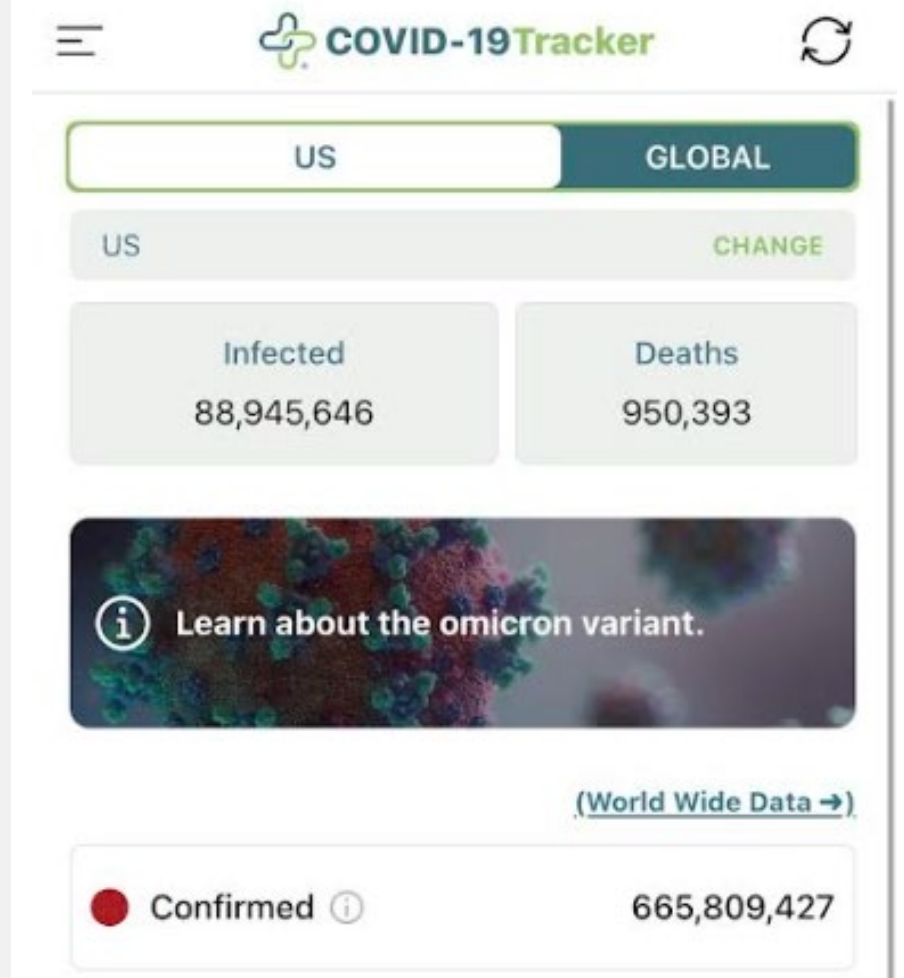 COVID-19Tracker
US GLOBAL
US CHANGE
Infected Deaths
88,945,646 950,393
Learn about the omicron variant.
(World Wide Data ➔)
Confirmed 665,809,427